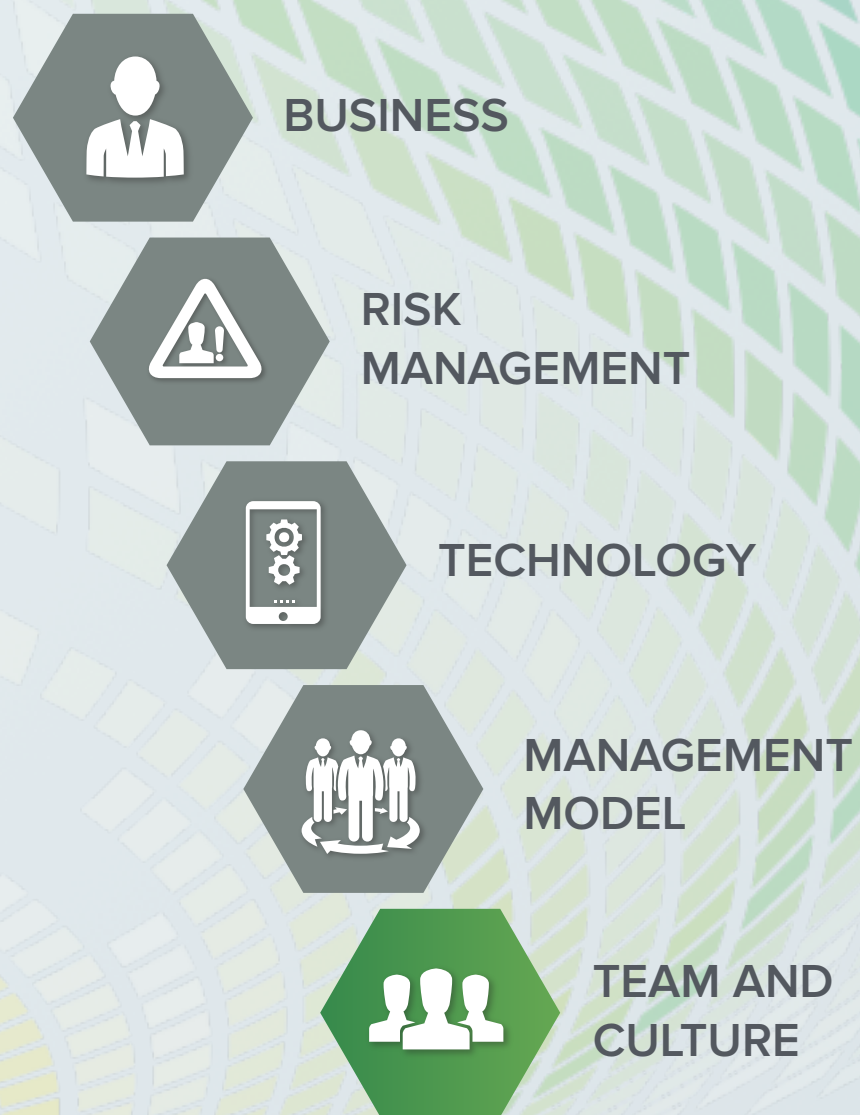 BUSINESS
RISK
MANAGEMENT
TECHNOLOGY
MANAGEMENT
MODEL
TEAM AND
CULTURE